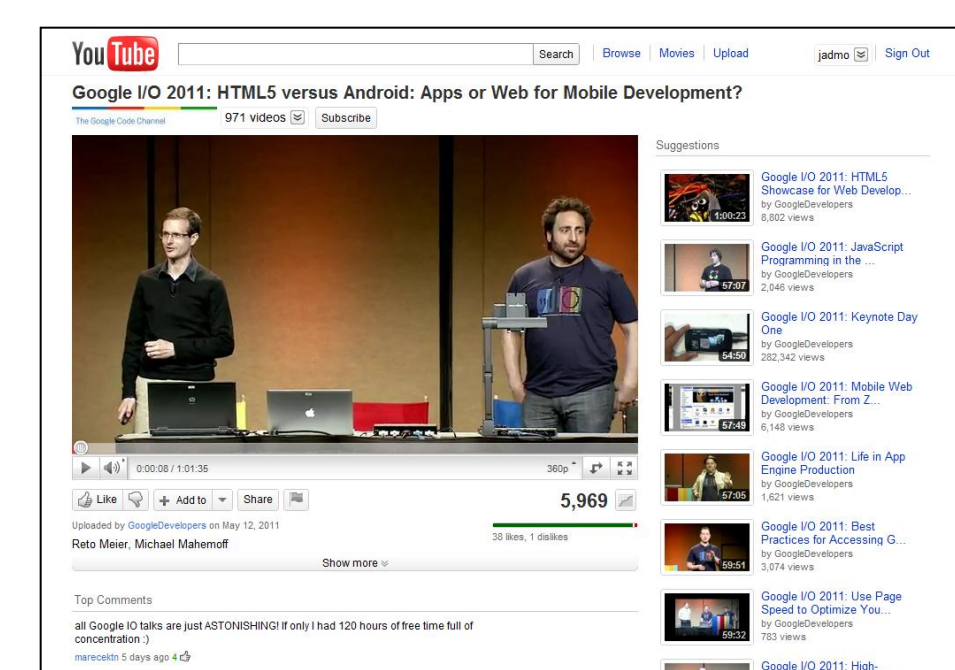 You Tube
Search
Browse
Movies
Upload
jadmo
Sign Out
Google I/O 2011: HTML5 versus Android: Apps or Web for Mobile Development?
The Google Code Channel
971 videos
Subscribe
IO
0:00:08 / 1:01:35
360p
Like
+ Add to
Share
5,969
Uploaded by GoogleDevelopers on May 12, 2011
38 likes, 1 dislikes
Reto Meier, Michael Mahemoff
Show more
Top Comments
all Google IO talks are just ASTONISHING! If only I had 120 hours of free time full of
concentration :)
marecektn 5 days ago 4
Suggestions
1:00:23
Google I/O 2011: HTML5
Showcase for Web Develop...
by GoogleDevelopers
8,802 views
57:07
Google I/O 2011: JavaScript
Programming in the ...
by GoogleDevelopers
2,046 views
54:50
Google I/O 2011: Keynote Day
One
by GoogleDevelopers
282,342 views
57:49
Google I/O 2011: Mobile Web
Development: From Z...
by GoogleDevelopers
6,148 views
57:05
Google I/O 2011: Life in App
Engine Production
by GoogleDevelopers
1,621 views
59:51
Google I/O 2011: Best
Practices for Accessing G...
by GoogleDevelopers
3,074 views
59:32
Google I/O 2011: Use Page
Speed to Optimize You...
by GoogleDevelopers
783 views
Google I/O 2011: High-